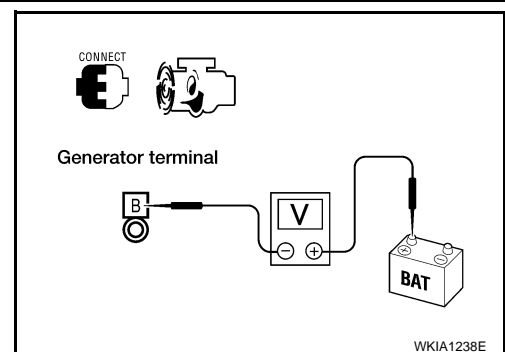 CONNECT
Generator terminal
B
V
− +
+ −
BAT
WKIA1238E